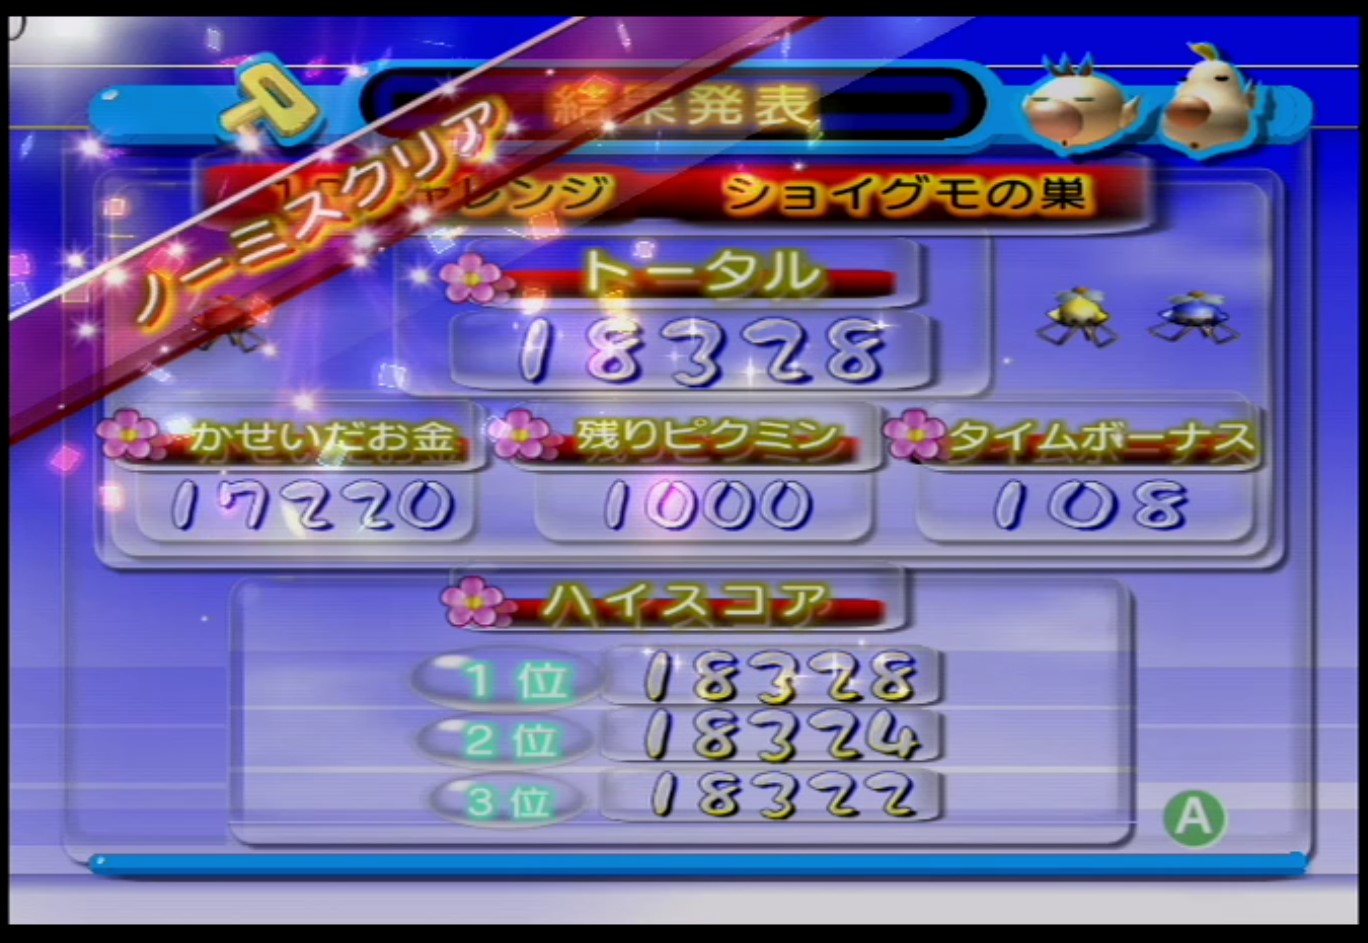 結果発表
ノーミスクリア
チャレンジ ショイグモの巣
トータル
18328
かせいだお金 残りピクミン タイムボーナス
17220 1000 108
ハイスコア
1位 18328
2位 18324
3位 18322
A